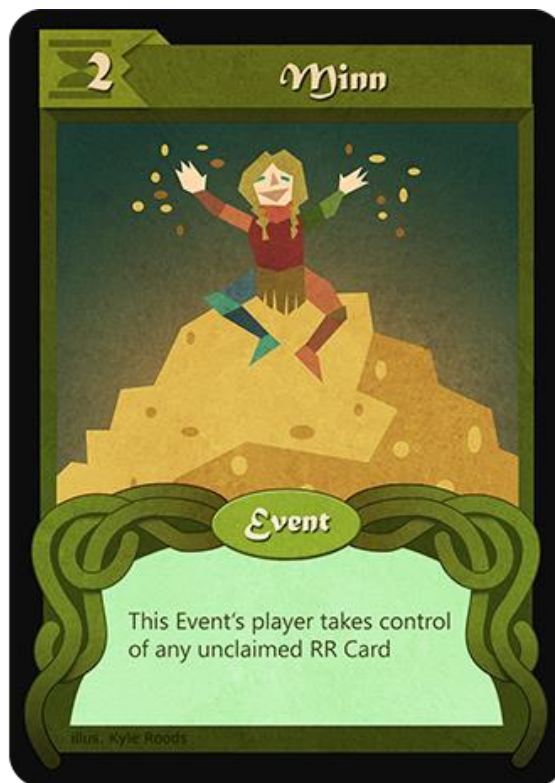 2
Minn
Event
This Event's player takes control
of any unclaimed RR Card
illus. Kyle Roods